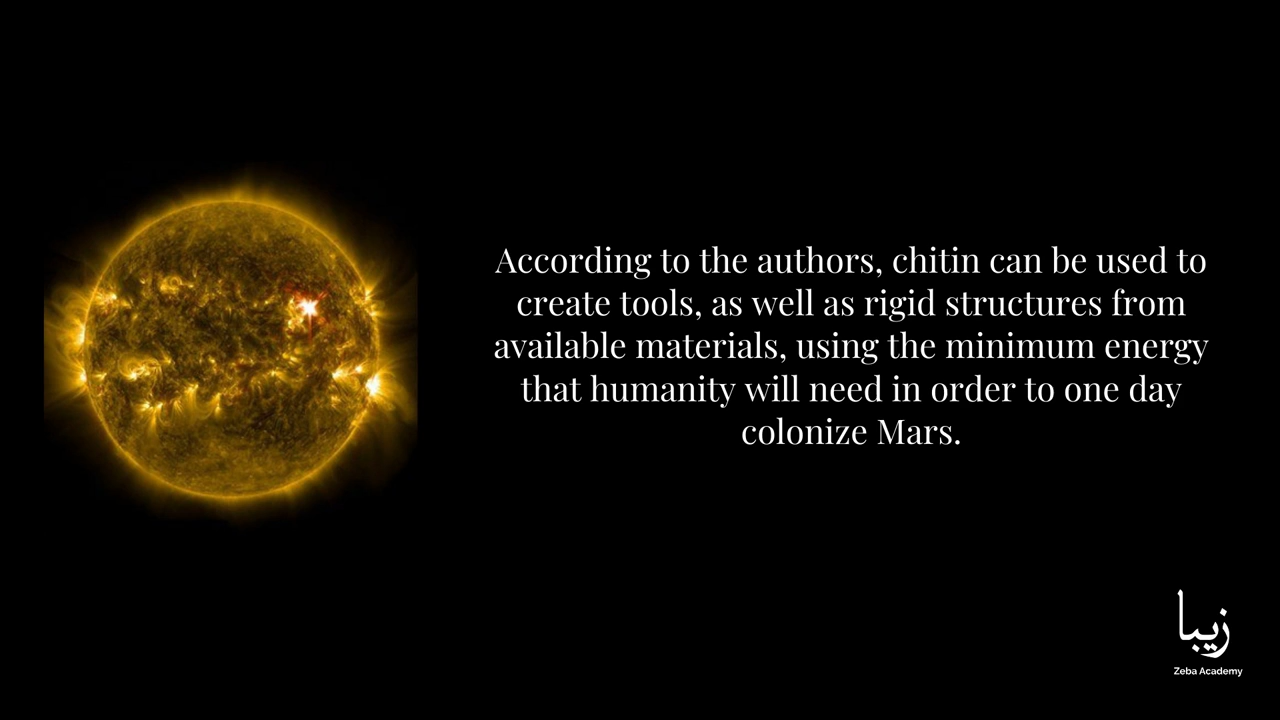 According to the authors, chitin can be used to
create tools, as well as rigid structures from
available materials, using the minimum energy
that humanity will need in order to one day
colonize Mars.
زیبا
Zeba Academy